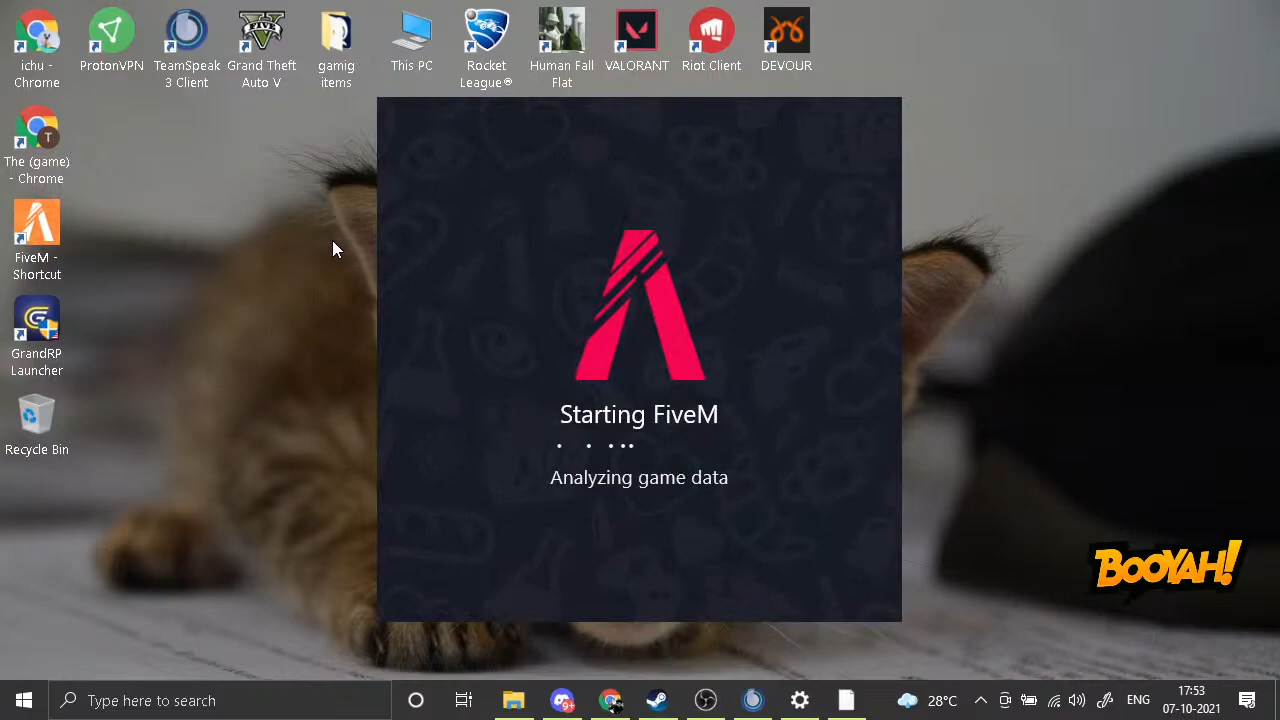 ichu -
Chrome
ProtonVPN
TeamSpeak
3 Client
Grand Theft
Auto V
gamig
items
This PC
Rocket
League®
Human Fall
Flat
VALORANT
Riot Client
DEVOUR
The (game)
- Chrome
FiveM -
Shortcut
GrandRP
Launcher
Recycle Bin
Starting FiveM
Analyzing game data
BOOYAH!
Type here to search
9+
28°C
ENG
17:53
07-10-2021